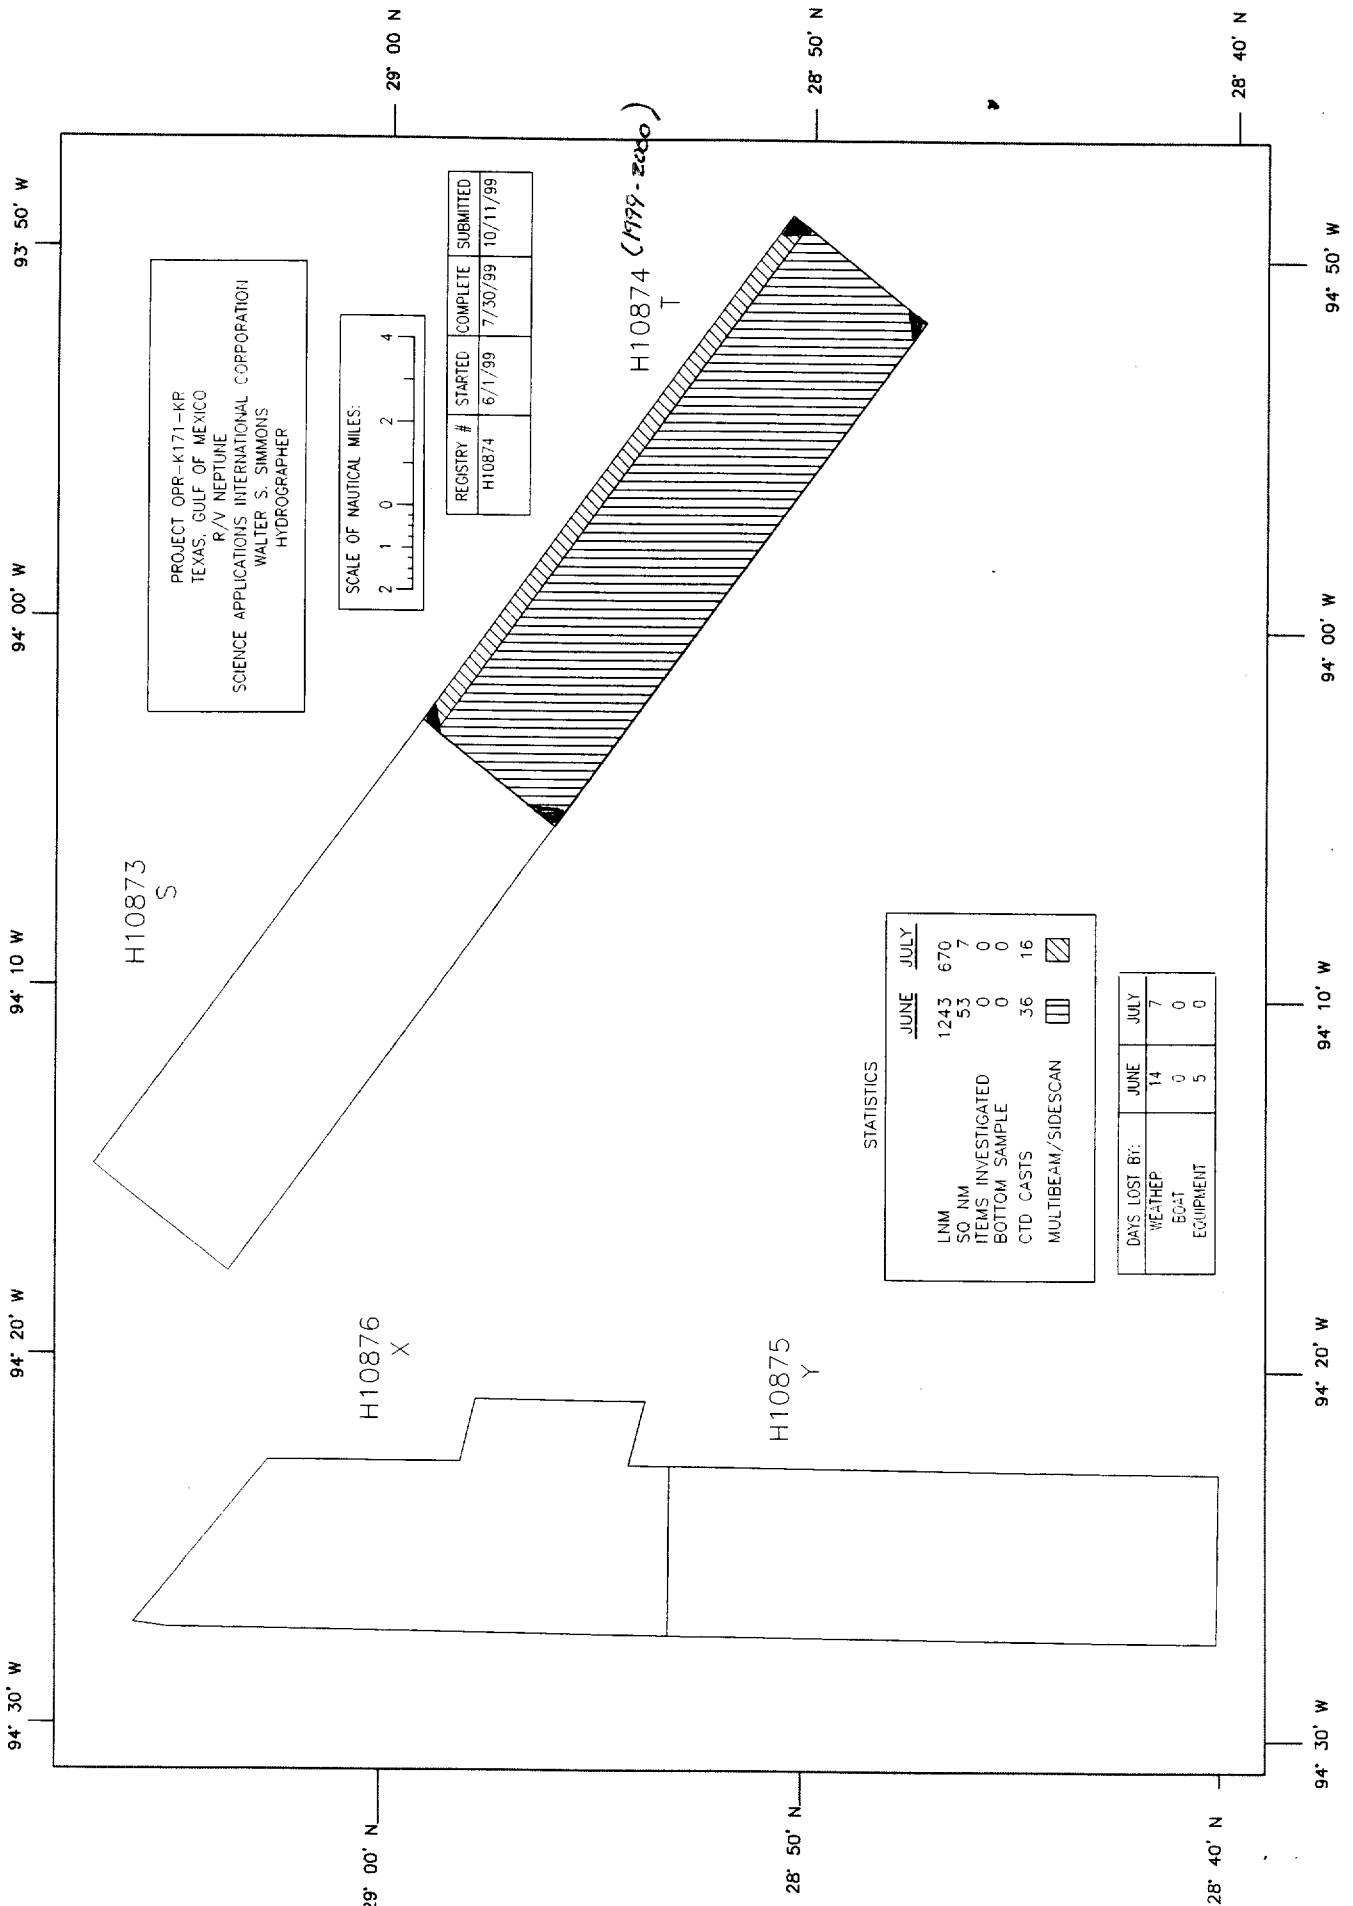 94° 30' W
94° 20' W
94° 10 W
94° 00' W
93° 50' W
H10873
S
PROJECT OPR-K171-KR
TEXAS, GULF OF MEXICO
R/V NEPTUNE
SCIENCE APPLICATIONS INTERNATIONAL CORPORATION
WALTER S. SIMMONS
HYDROGRAPHER
SCALE OF NAUTICAL MILES:
2 1 0 2 4
REGISTRY # STARTED COMPLETE SUBMITTED
H10874 6/1/99 7/30/99 10/11/99
H10874 (1999-2000)
T
H10876
X
H10875
Y
29° 00' N
28° 50' N
28° 40' N
29° 00 N
28° 50' N
28° 40' N
STATISTICS
JUNE JULY
LNM 1243 670
SQ NM 53 7
ITEMS INVESTIGATED 0 0
BOTTOM SAMPLE 0 0
CTD CASTS 36 16
MULTIBEAM/SIDESCAN
DAYS LOST BY: JUNE JULY
WEATHER 14 7
BOAT 0 0
EQUIPMENT 5 0
94° 30' W
94° 20' W
94° 10' W
94° 00' W
94° 50' W